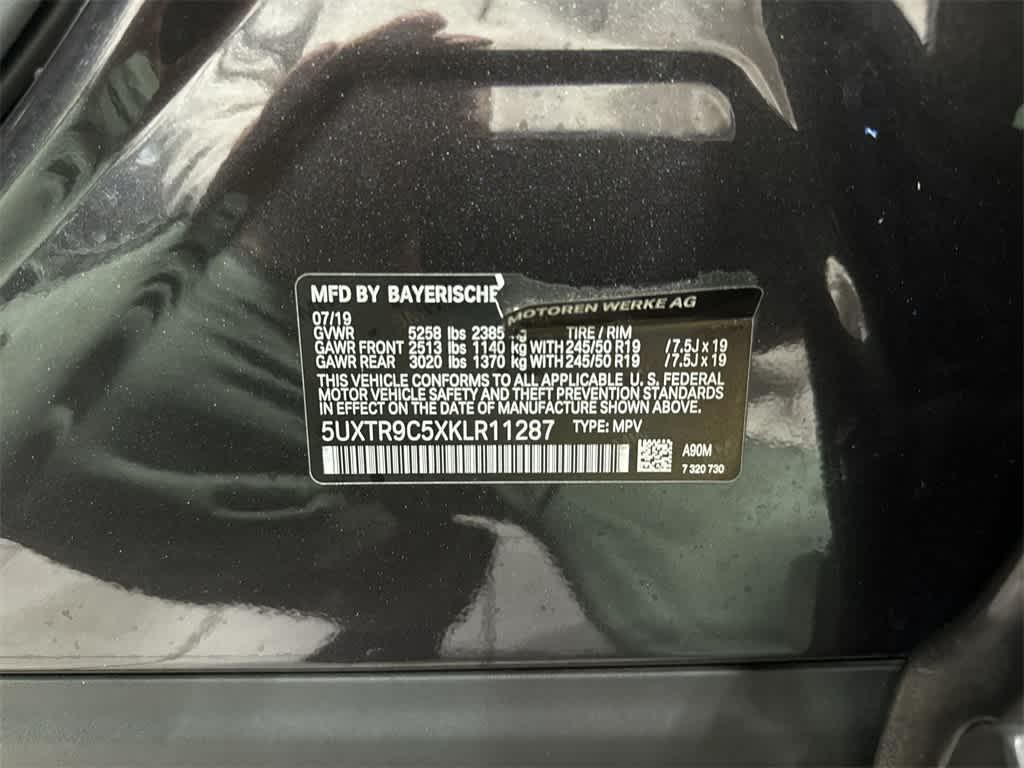 MFD BY BAYERISCHE MOTOREN WERKE AG
07/19
GVWR 5258 lbs 2385 TIRE / RIM
GAWR FRONT 2513 lbs 1140 kg WITH 245/50 R19 / 7.5J x 19
GAWR REAR 3020 lbs 1370 kg WITH 245/50 R19 / 7.5J x 19
THIS VEHICLE CONFORMS TO ALL APPLICABLE U. S. FEDERAL
MOTOR VEHICLE SAFETY AND THEFT PREVENTION STANDARDS
IN EFFECT ON THE DATE OF MANUFACTURE SHOWN ABOVE.
5UXTR9C5XKLR11287 TYPE: MPV
A90M
7 320 730